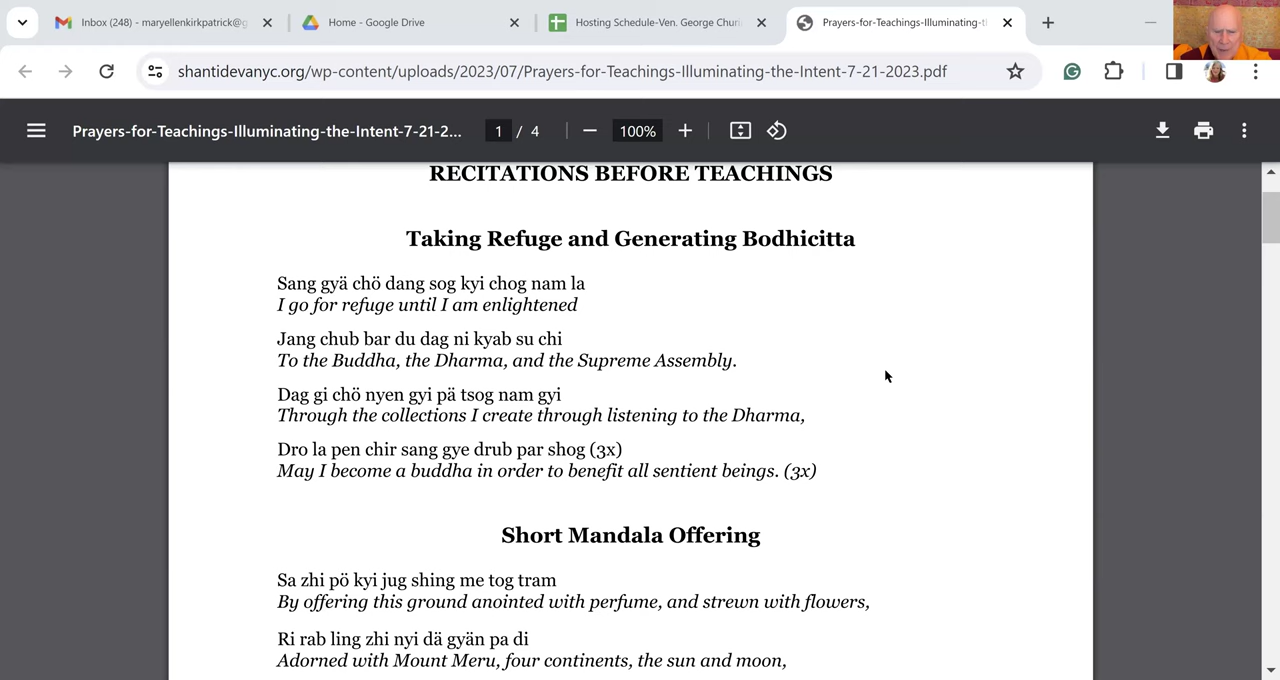 Inbox (248) - maryellenkirkpatrick@g
Home - Google Drive
Hosting Schedule-Ven. George Churi
Prayers-for-Teachings-Illuminating-t
shantidevanyc.org/wp-content/uploads/2023/07/Prayers-for-Teachings-Illuminating-the-Intent-7-21-2023.pdf
Prayers-for-Teachings-Illuminating-the-Intent-7-21-2... 1 / 4 100%
RECITATIONS BEFORE TEACHINGS
Taking Refuge and Generating Bodhicitta
Sang gyä chö dang sog kyi chog nam la
I go for refuge until I am enlightened
Jang chub bar du dag ni kyab su chi
To the Buddha, the Dharma, and the Supreme Assembly.
Dag gi chö nyen gyi pä tsog nam gyi
Through the collections I create through listening to the Dharma,
Dro la pen chir sang gye drub par shog (3x)
May I become a buddha in order to benefit all sentient beings. (3x)
Short Mandala Offering
Sa zhi pö kyi jug shing me tog tram
By offering this ground anointed with perfume, and strewn with flowers,
Ri rab ling zhi nyi dä gyän pa di
Adorned with Mount Meru, four continents, the sun and moon,